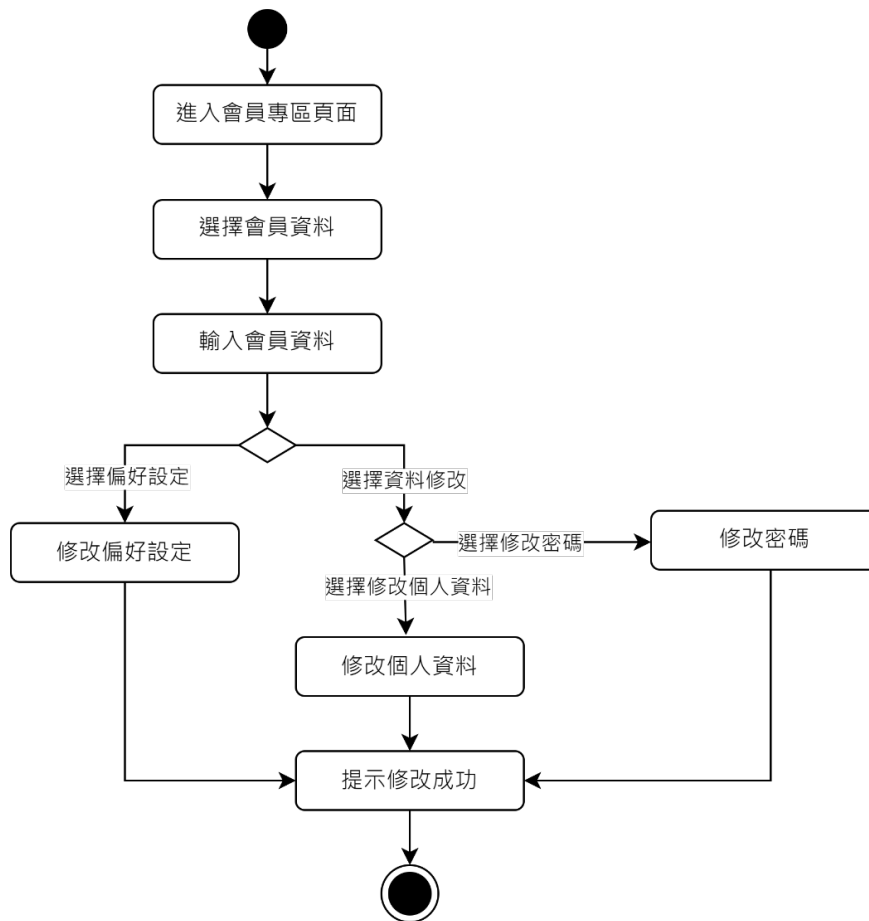 進入會員專區頁面
選擇會員資料
輸入會員資料
選擇偏好設定
選擇資料修改
修改偏好設定
選擇修改密碼
修改密碼
選擇修改個人資料
修改個人資料
提示修改成功